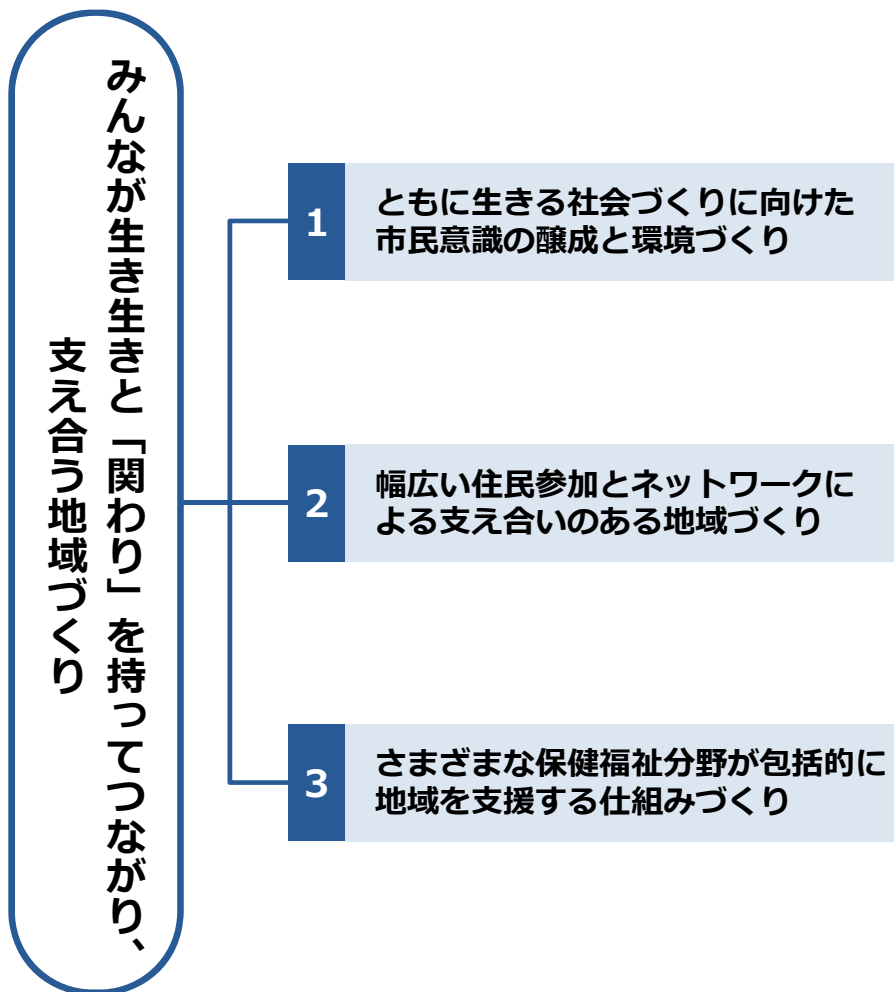 みんなが生き生きと「関わり」を持ってつながり、
支え合う地域づくり
1
ともに生きる社会づくりに向けた
市民意識の醸成と環境づくり
2
幅広い住民参加とネットワークに
よる支え合いのある地域づくり
3
さまざまな保健福祉分野が包括的に
地域を支援する仕組みづくり